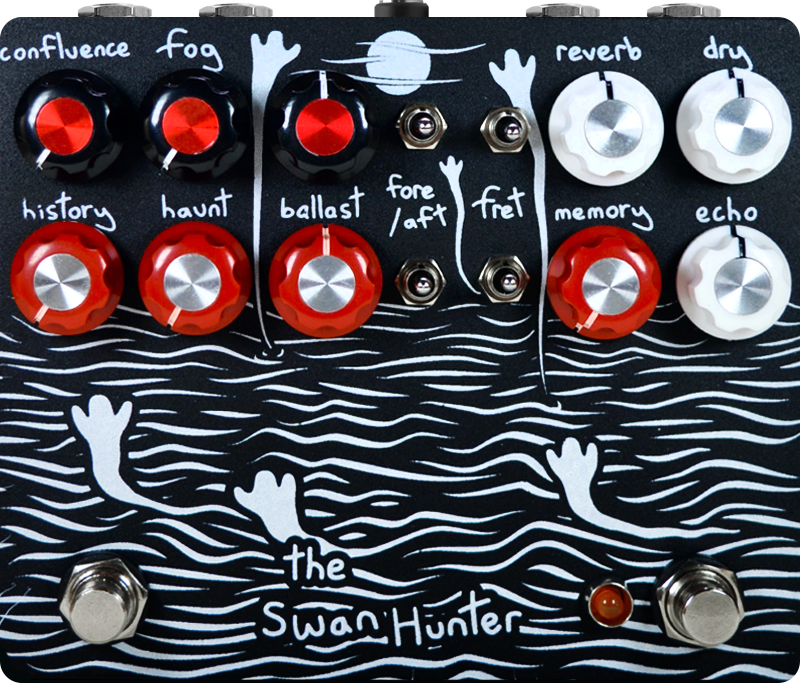 confluence fog reverb dry
history haunt ballast fore
/aft fret memory echo
the
Swan Hunter